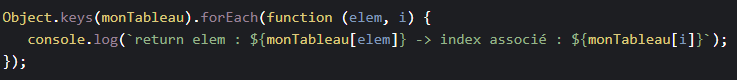 Object.keys(monTableau).forEach(function (elem, i) {
   console.log(`return elem : ${monTableau[elem]} -> index associé : ${monTableau[i]}`);
});